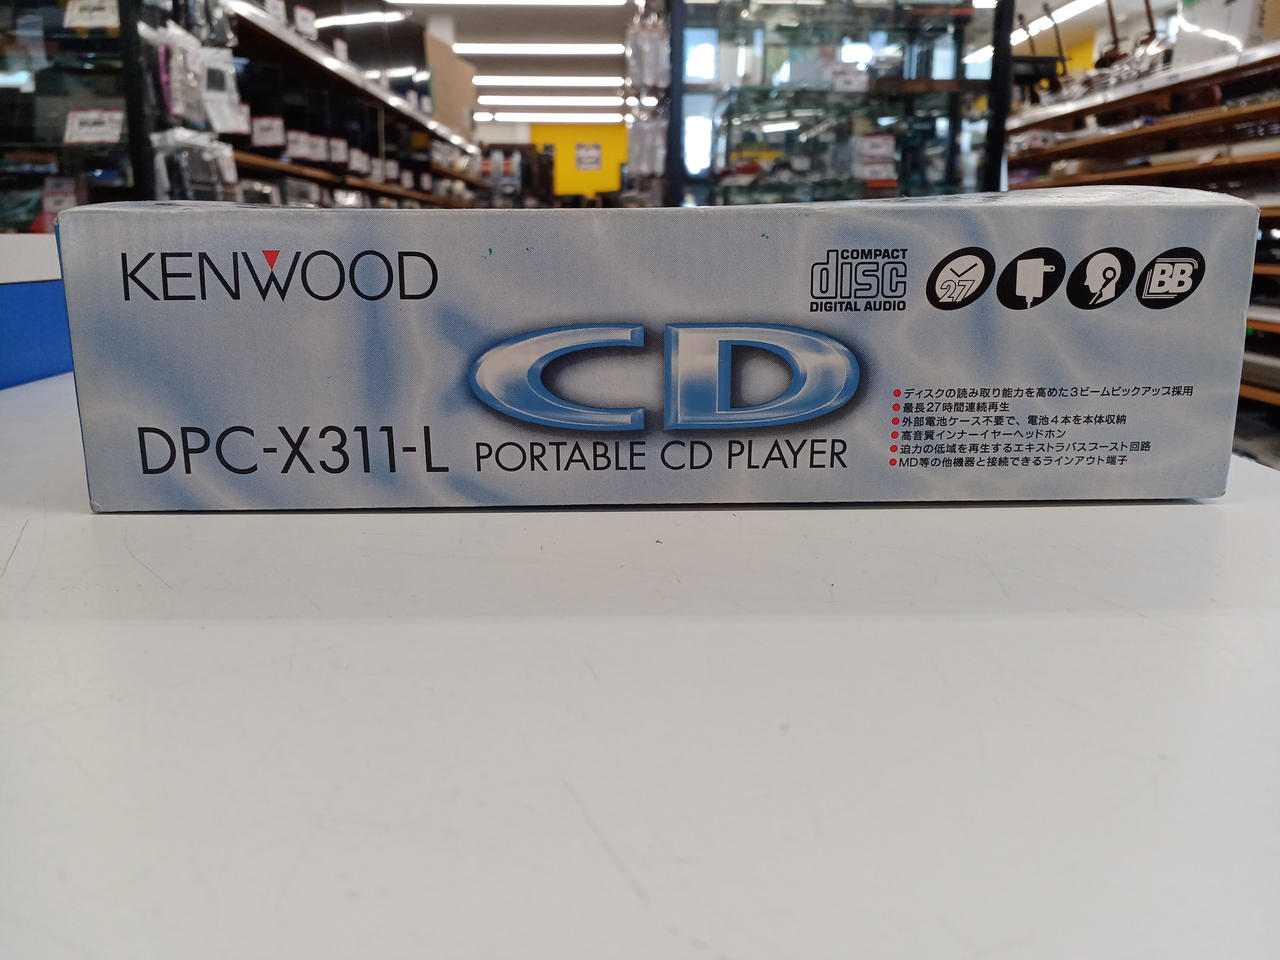 KENWOOD
COMPACT
disc
DIGITAL AUDIO
27
BB
CD
DPC-X311-L PORTABLE CD PLAYER
●ディスクの読み取り能力を高めた3ビームピックアップ採用
●最長27時間連続再生
●外部電池ケース不要で、電池4本を本体収納
●高音質インナーイヤーヘッドホン
●迫力の低域を再生するエキストラバスブースト回路
●MD等の他機器と接続できるラインアウト端子